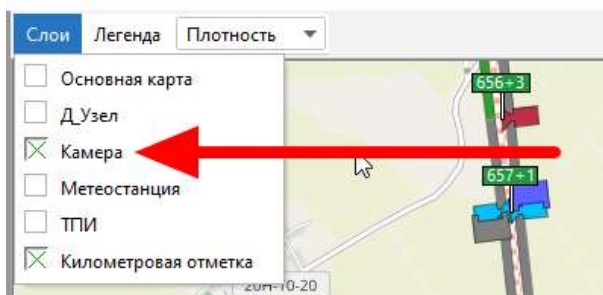 Слои Легенда Плотность
Основная карта
Д_Узел
Камера
Метеостанция
ТПИ
Километровая отметка
656+3
657+1
20Н-10-20